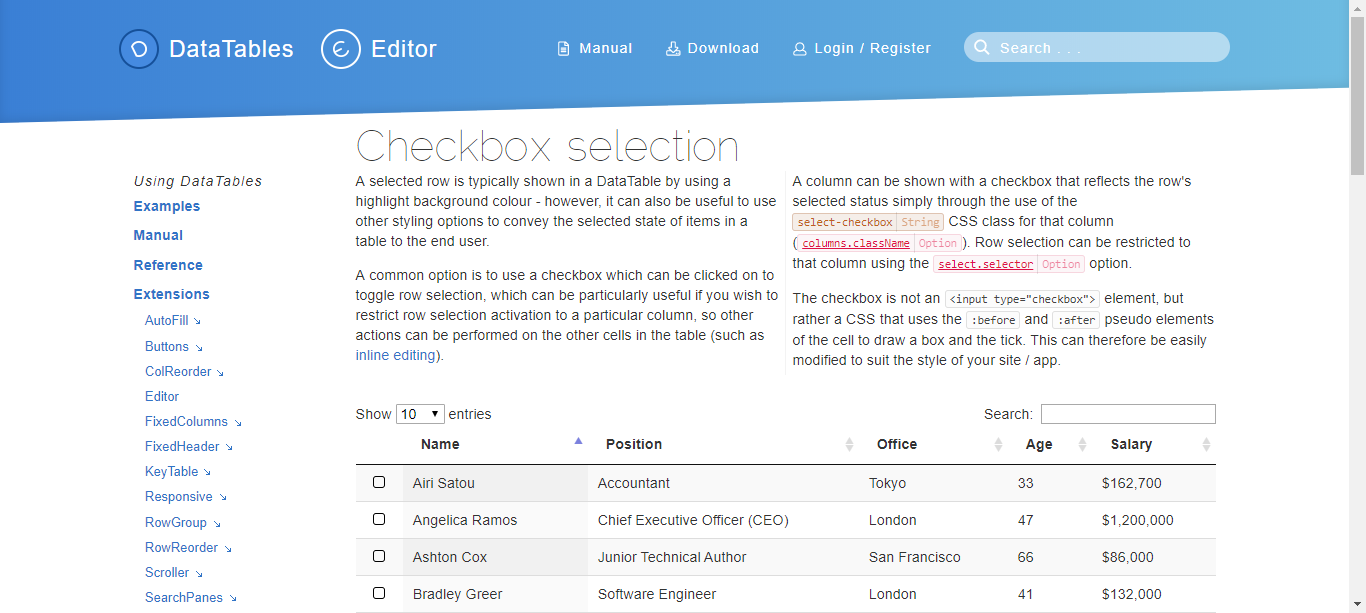 DataTables Editor Manual Download Login / Register Search . . .
Checkbox selection
Using DataTables
Examples
Manual
Reference
Extensions
AutoFill ↘
Buttons ↘
ColReorder ↘
Editor
FixedColumns ↘
FixedHeader ↘
KeyTable ↘
Responsive ↘
RowGroup ↘
RowReorder ↘
Scroller ↘
SearchPanes ↘
A selected row is typically shown in a DataTable by using a
highlight background colour - however, it can also be useful to use
other styling options to convey the selected state of items in a
table to the end user.
A common option is to use a checkbox which can be clicked on to
toggle row selection, which can be particularly useful if you wish to
restrict row selection activation to a particular column, so other
actions can be performed on the other cells in the table (such as
inline editing).
A column can be shown with a checkbox that reflects the row's
selected status simply through the use of the
select-checkbox String CSS class for that column
( columns.className Option ). Row selection can be restricted to
that column using the select.selector Option option.
The checkbox is not an <input type="checkbox"> element, but
rather a CSS that uses the :before and :after pseudo elements
of the cell to draw a box and the tick. This can therefore be easily
modified to suit the style of your site / app.
Show 10 entries Search:
Name Position Office Age Salary
Airi Satou Accountant Tokyo 33 $162,700
Angelica Ramos Chief Executive Officer (CEO) London 47 $1,200,000
Ashton Cox Junior Technical Author San Francisco 66 $86,000
Bradley Greer Software Engineer London 41 $132,000